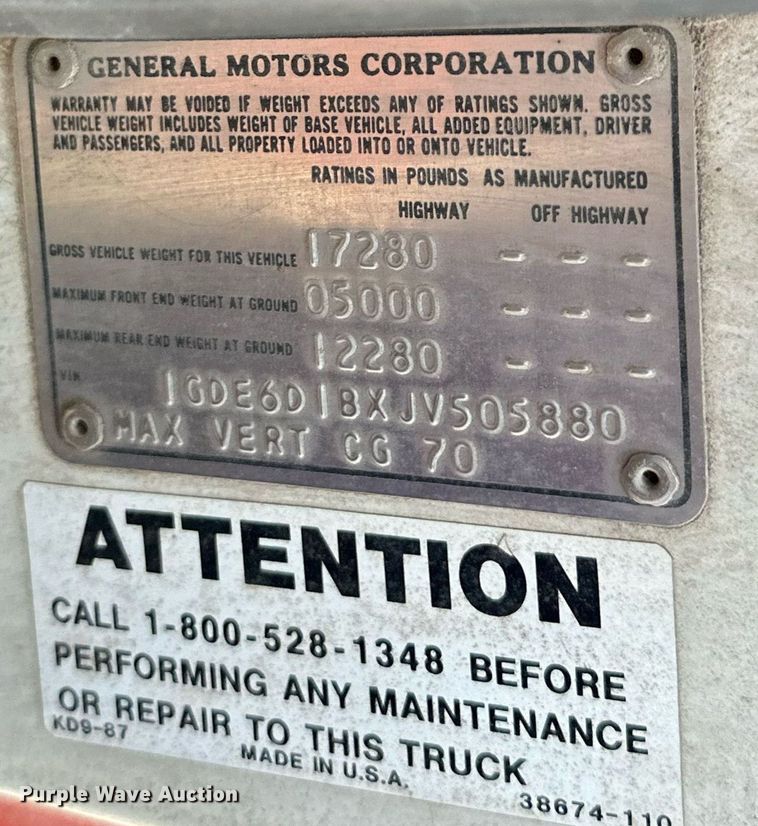 GENERAL MOTORS CORPORATION
WARRANTY MAY BE VOIDED IF WEIGHT EXCEEDS ANY OF RATINGS SHOWN. GROSS
VEHICLE WEIGHT INCLUDES WEIGHT OF BASE VEHICLE, ALL ADDED EQUIPMENT, DRIVER
AND PASSENGERS, AND ALL PROPERTY LOADED INTO OR ONTO VEHICLE.
RATINGS IN POUNDS AS MANUFACTURED
HIGHWAY OFF HIGHWAY
GROSS VEHICLE WEIGHT FOR THIS VEHICLE 17280 - - -
MAXIMUM FRONT END WEIGHT AT GROUND 05000 - - -
MAXIMUM REAR END WEIGHT AT GROUND 12280 - - -
VIN 1GDE6D1BXJV505880
MAX VERT CG 70
ATTENTION
CALL 1-800-528-1348 BEFORE
PERFORMING ANY MAINTENANCE
OR REPAIR TO THIS TRUCK
KD9-87 MADE IN U.S.A. 38674-110
Purple Wave Auction